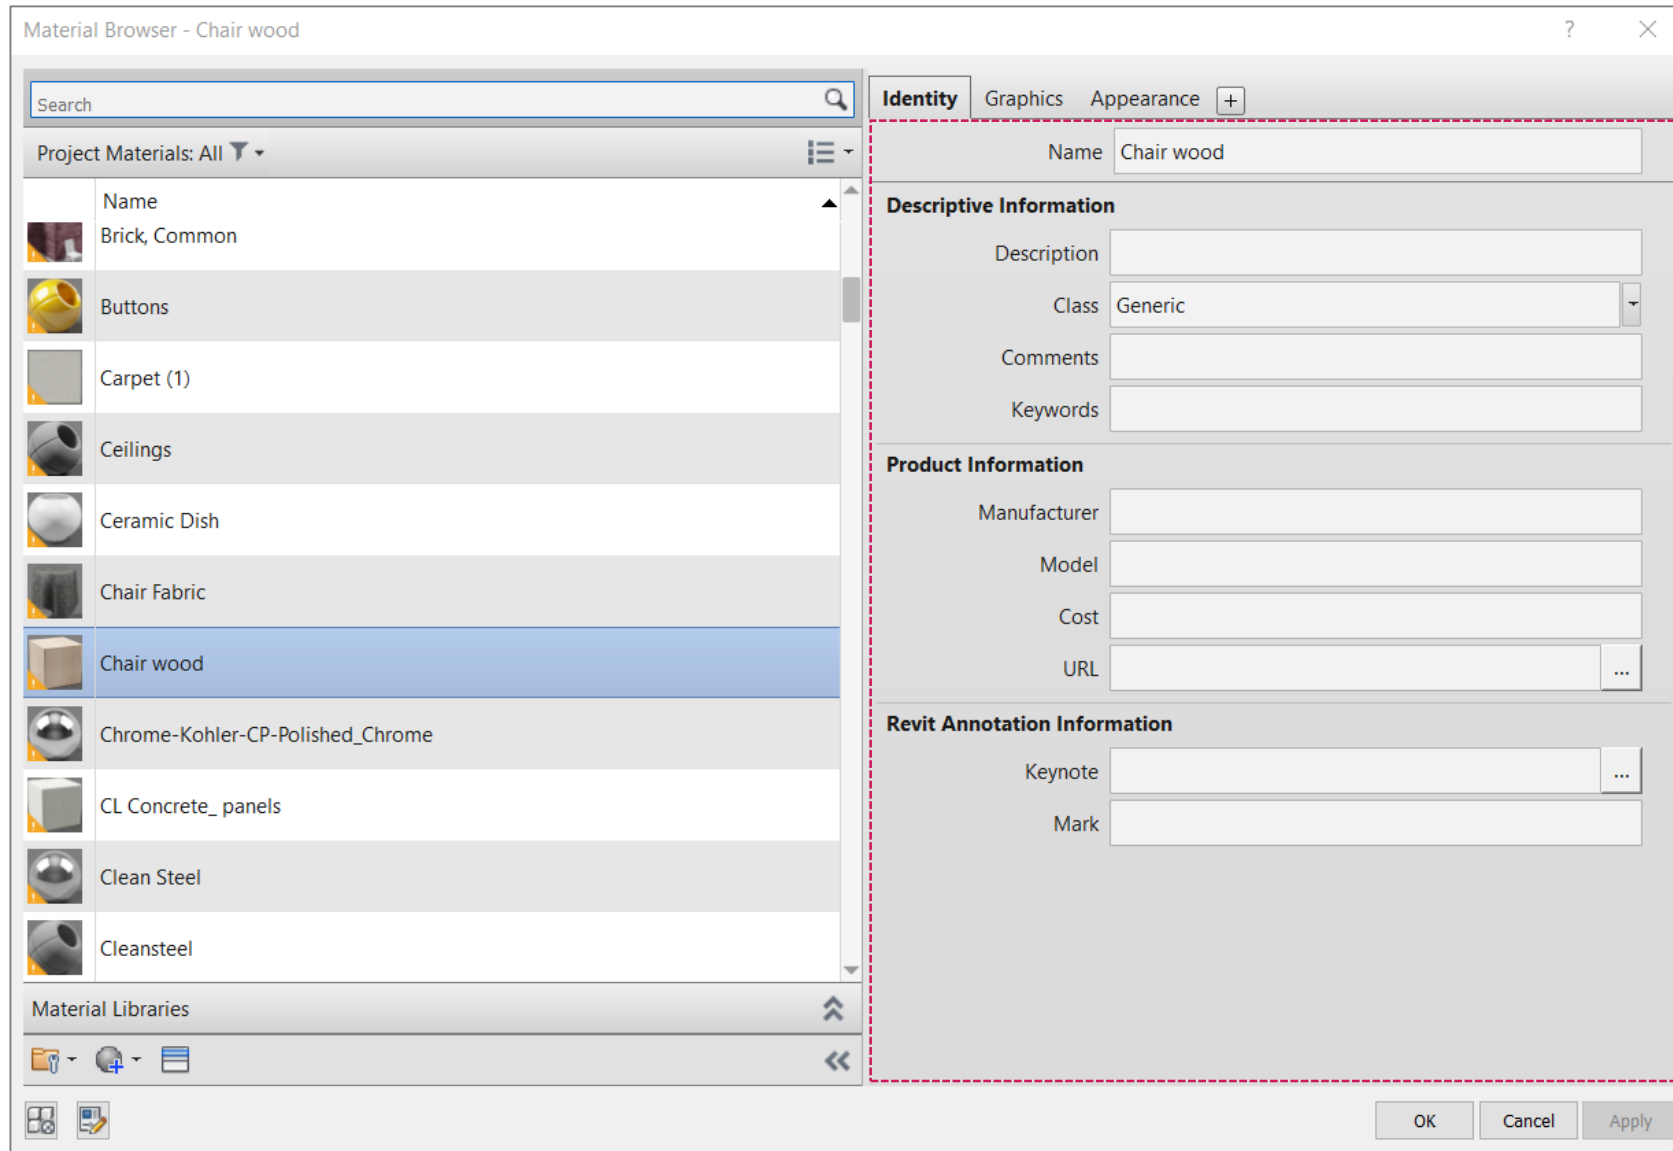 Material Browser - Chair wood
?
Search
Project Materials: All
Name
Brick, Common
Buttons
Carpet (1)
Ceilings
Ceramic Dish
Chair Fabric
Chair wood
Chrome-Kohler-CP-Polished_Chrome
CL Concrete_ panels
Clean Steel
Cleansteel
Material Libraries
Identity Graphics Appearance +
Name Chair wood
Descriptive Information
Description
Class Generic
Comments
Keywords
Product Information
Manufacturer
Model
Cost
URL ...
Revit Annotation Information
Keynote ...
Mark
OK Cancel Apply